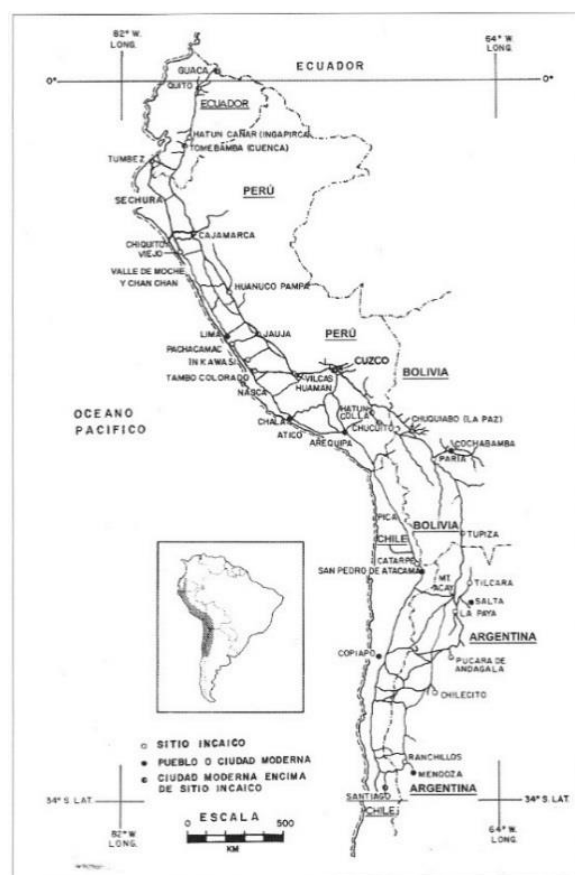 82° W. LONG.
64° W. LONG.
ECUADOR
0°
0°
GUACA
QUITO
ECUADOR
HATUN CAÑAR (INGAPIRCA)
TOMEBAMBA (CUENCA)
TUMBEZ
PERÚ
SECHURA
CAJAMARCA
CHIQUITO
VIEJO
VALLE DE MOCHE
Y CHAN CHAN
HUANUCO PAMPA
PERÚ
LIMA
JAUJA
PACHACAMAC
INKAWASI
CUZCO
VILCAS
HUAMAN
BOLIVIA
TAMBO COLORADO
NASCA
HATUN
COLLA
CHUQUIABO (LA PAZ)
OCEANO
PACIFICO
CHALA
CHUCUITO
ATICO
AREQUIPA
COCHABAMBA
PARIA
PICA
BOLIVIA
TUPIZA
CHILE
CATARPE
SAN PEDRO DE ATACAMA
MT.
ACAY
TILCARA
SALTA
LA PAYA
ARGENTINA
COPIAPO
PUCARA DE
ANDAGALA
CHILECITO
SITIO INCAICO
PUEBLO O CIUDAD MODERNA
CIUDAD MODERNA ENCIMA
DE SITIO INCAICO
RANCHILLOS
MENDOZA
SANTIAGO
ARGENTINA
CHILE
34° S. LAT.
34° S. LAT.
ESCALA
0 500
KM
82° W. LONG.
64° W. LONG.